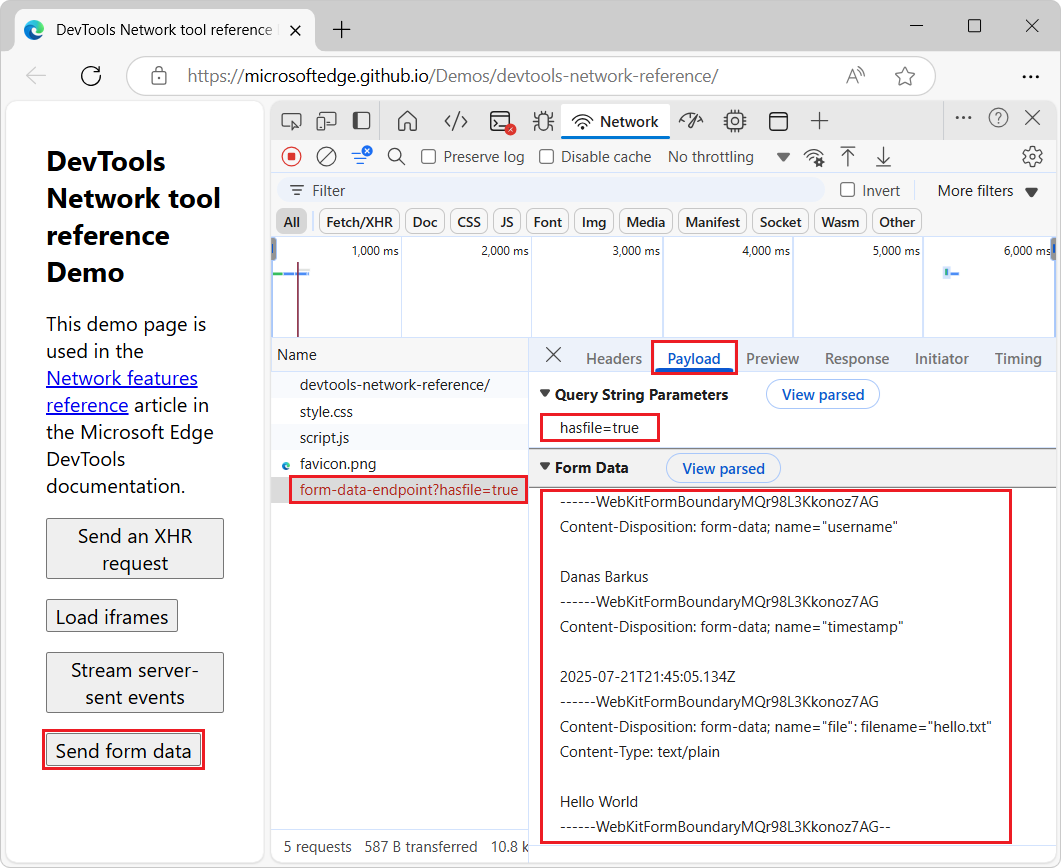 DevTools Network tool reference
https://microsoftedge.github.io/Demos/devtools-network-reference/
DevTools
Network tool
reference
Demo
This demo page is
used in the
Network features
reference article in
the Microsoft Edge
DevTools
documentation.
Send an XHR
request
Load iframes
Stream server-
sent events
Send form data
Network
Preserve log
Disable cache
No throttling
Filter
Invert
More filters
All
Fetch/XHR
Doc
CSS
JS
Font
Img
Media
Manifest
Socket
Wasm
Other
1,000 ms
2,000 ms
3,000 ms
4,000 ms
5,000 ms
6,000 ms
Name
devtools-network-reference/
style.css
script.js
favicon.png
form-data-endpoint?hasfile=true
5 requests 587 B transferred 10.8 k
Headers
Payload
Preview
Response
Initiator
Timing
Query String Parameters
View parsed
hasfile=true
Form Data
View parsed
------WebKitFormBoundaryMQr98L3Kkonoz7AG
Content-Disposition: form-data; name="username"
Danas Barkus
------WebKitFormBoundaryMQr98L3Kkonoz7AG
Content-Disposition: form-data; name="timestamp"
2025-07-21T21:45:05.134Z
------WebKitFormBoundaryMQr98L3Kkonoz7AG
Content-Disposition: form-data; name="file": filename="hello.txt"
Content-Type: text/plain
Hello World
------WebKitFormBoundaryMQr98L3Kkonoz7AG--